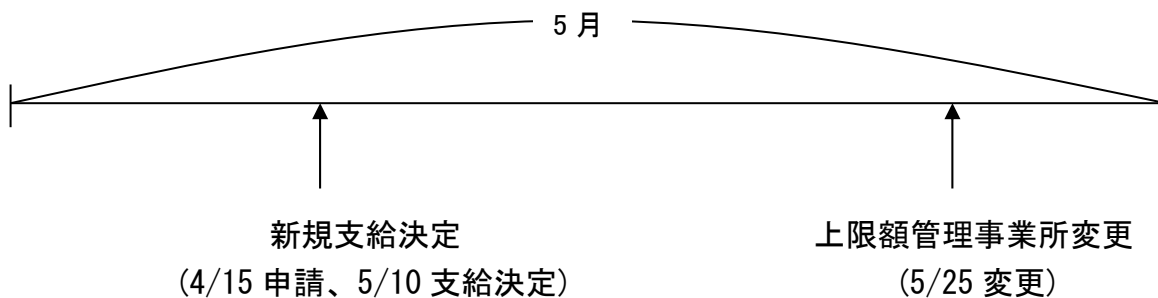 5 月
新規支給決定
(4/15 申請、5/10 支給決定)
上限額管理事業所変更
(5/25 変更)